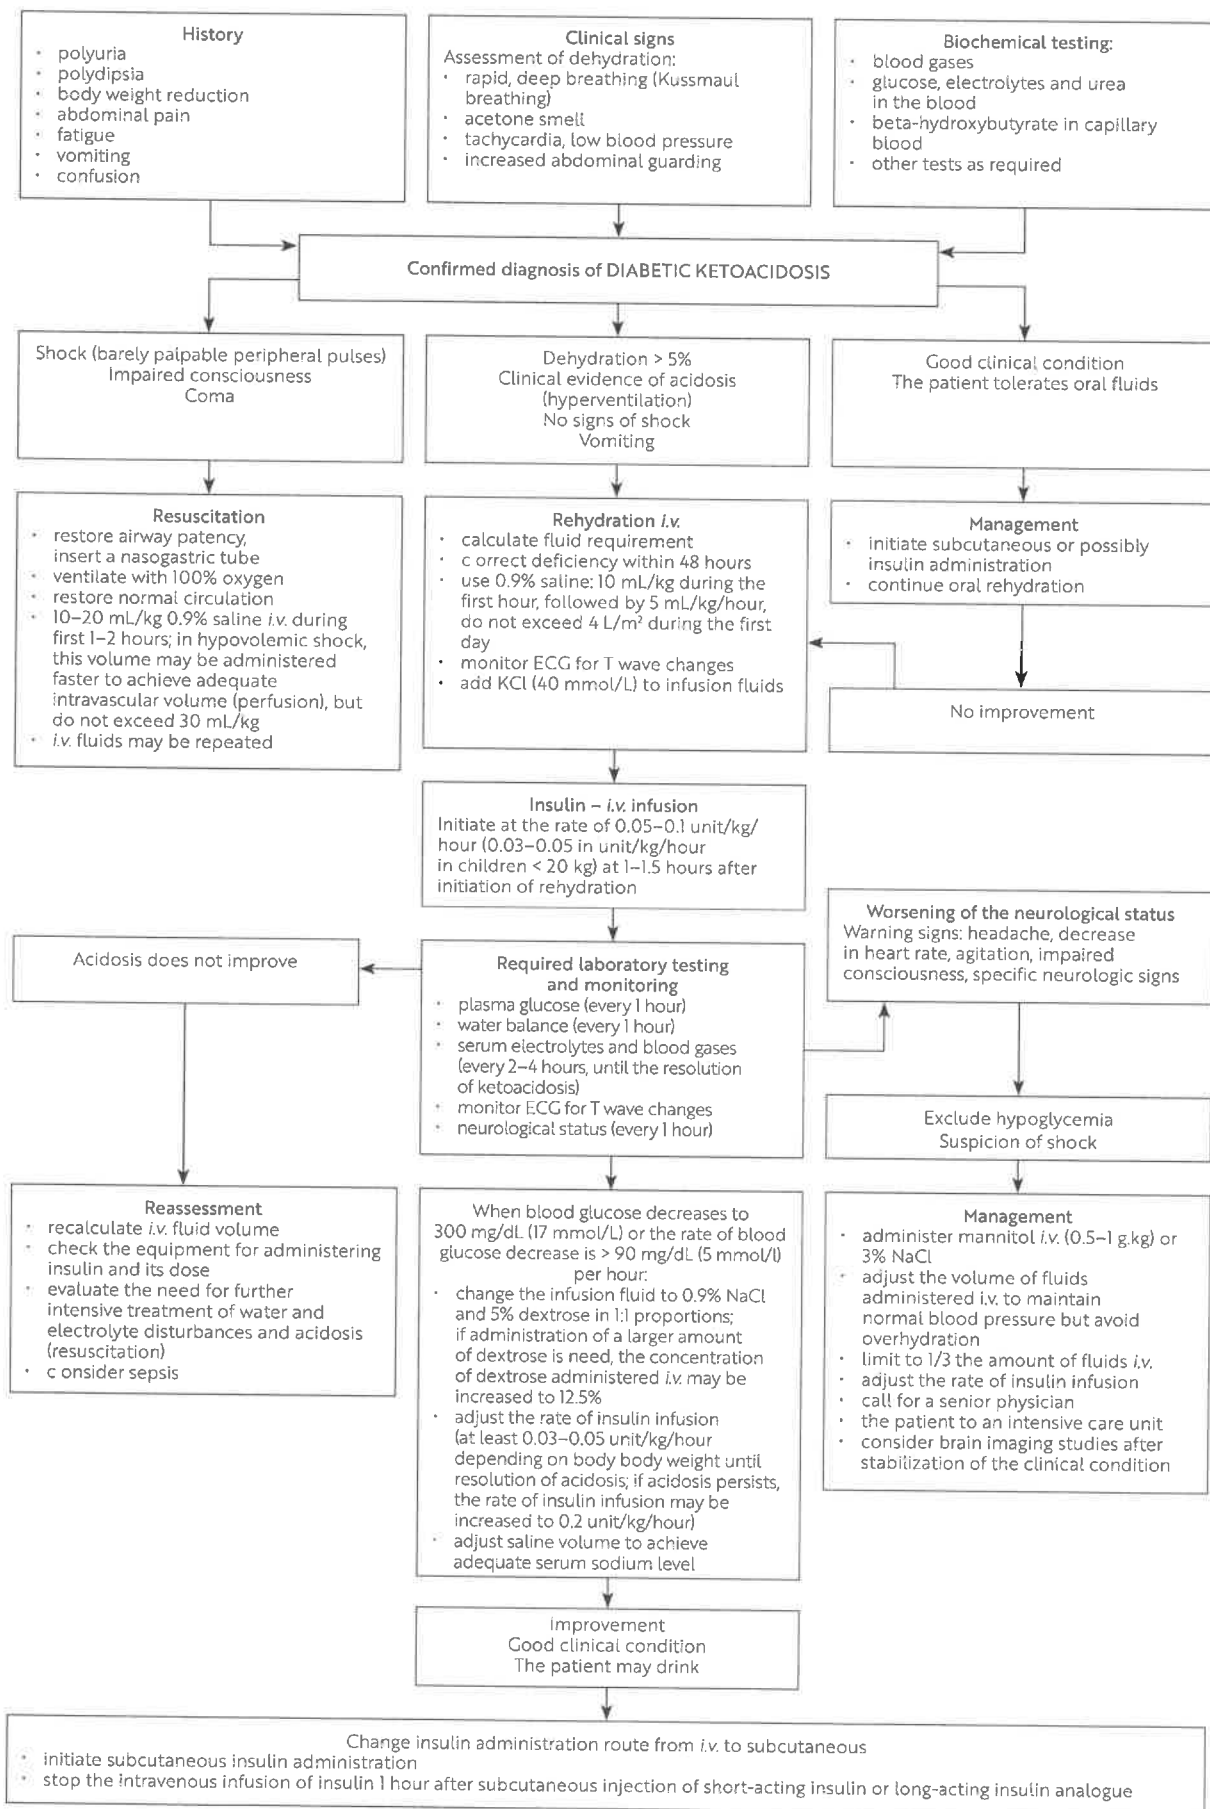 History
• polyuria
• polydipsia
• body weight reduction
• abdominal pain
• fatigue
• vomiting
• confusion
Clinical signs
Assessment of dehydration:
• rapid, deep breathing (Kussmaul
breathing)
• acetone smell
• tachycardia, low blood pressure
• increased abdominal guarding
Biochemical testing:
• blood gases
• glucose, electrolytes and urea
in the blood
• beta-hydroxybutyrate in capillary
blood
• other tests as required
Confirmed diagnosis of DIABETIC KETOACIDOSIS
Shock (barely palpable peripheral pulses)
Impaired consciousness
Coma
Dehydration > 5%
Clinical evidence of acidosis
(hyperventilation)
No signs of shock
Vomiting
Good clinical condition
The patient tolerates oral fluids
Resuscitation
• restore airway patency,
insert a nasogastric tube
• ventilate with 100% oxygen
• restore normal circulation
• 10–20 mL/kg 0.9% saline i.v. during
first 1–2 hours; in hypovolemic shock,
this volume may be administered
faster to achieve adequate
intravascular volume (perfusion), but
do not exceed 30 mL/kg
• i.v. fluids may be repeated
Rehydration i.v.
• calculate fluid requirement
• c orrect deficiency within 48 hours
• use 0.9% saline: 10 mL/kg during the
first hour, followed by 5 mL/kg/hour,
do not exceed 4 L/m² during the first
day
• monitor ECG for T wave changes
• add KCl (40 mmol/L) to infusion fluids
Management
• initiate subcutaneous or possibly
insulin administration
• continue oral rehydration
No improvement
Insulin – i.v. infusion
Initiate at the rate of 0.05–0.1 unit/kg/
hour (0.03–0.05 in unit/kg/hour
in children < 20 kg) at 1–1.5 hours after
initiation of rehydration
Acidosis does not improve
Required laboratory testing
and monitoring
• plasma glucose (every 1 hour)
• water balance (every 1 hour)
• serum electrolytes and blood gases
(every 2–4 hours, until the resolution
of ketoacidosis)
• monitor ECG for T wave changes
• neurological status (every 1 hour)
Worsening of the neurological status
Warning signs: headache, decrease
in heart rate, agitation, impaired
consciousness, specific neurologic signs
Exclude hypoglycemia
Suspicion of shock
Reassessment
• recalculate i.v. fluid volume
• check the equipment for administering
insulin and its dose
• evaluate the need for further
intensive treatment of water and
electrolyte disturbances and acidosis
(resuscitation)
• c onsider sepsis
When blood glucose decreases to
300 mg/dL (17 mmol/L) or the rate of blood
glucose decrease is > 90 mg/dL (5 mmol/l)
per hour:
• change the infusion fluid to 0.9% NaCl
and 5% dextrose in 1:1 proportions;
if administration of a larger amount
of dextrose is need, the concentration
of dextrose administered i.v. may be
increased to 12.5%
• adjust the rate of insulin infusion
(at least 0.03–0.05 unit/kg/hour
depending on body body weight until
resolution of acidosis; if acidosis persists,
the rate of insulin infusion may be
increased to 0.2 unit/kg/hour)
• adjust saline volume to achieve
adequate serum sodium level
Management
• administer mannitol i.v. (0.5–1 g.kg) or
3% NaCl
• adjust the volume of fluids
administered i.v. to maintain
normal blood pressure but avoid
overhydration
• limit to 1/3 the amount of fluids i.v.
• adjust the rate of insulin infusion
• call for a senior physician
• the patient to an intensive care unit
• consider brain imaging studies after
stabilization of the clinical condition
Improvement
Good clinical condition
The patient may drink
Change insulin administration route from i.v. to subcutaneous
• initiate subcutaneous insulin administration
• stop the intravenous infusion of insulin 1 hour after subcutaneous injection of short-acting insulin or long-acting insulin analogue